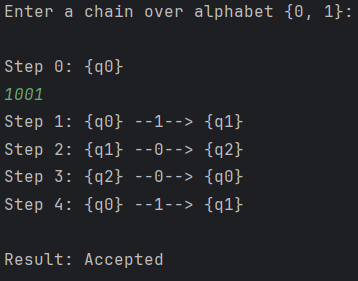 Enter a chain over alphabet {0, 1}:
Step 0: {q0}
1001
Step 1: {q0} --1--> {q1}
Step 2: {q1} --0--> {q2}
Step 3: {q2} --0--> {q0}
Step 4: {q0} --1--> {q1}
Result: Accepted